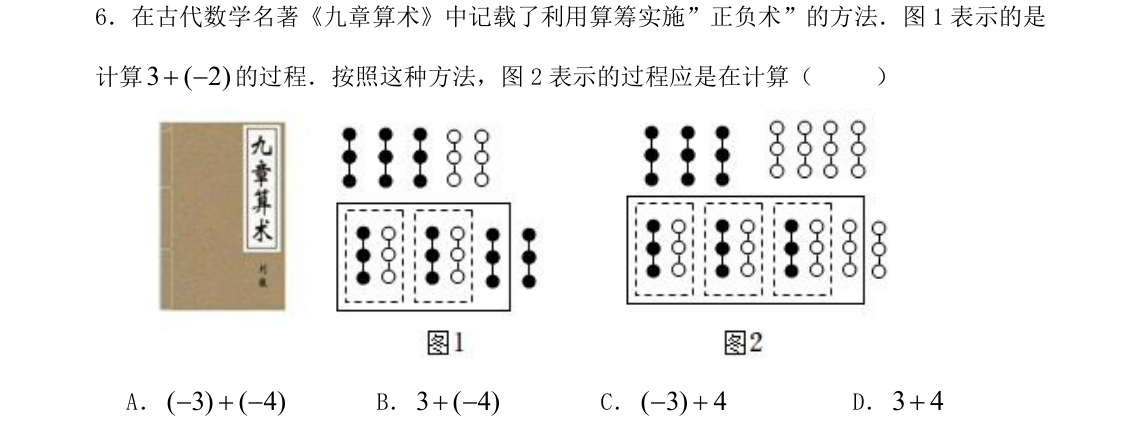 6．在古代数学名著《九章算术》中记载了利用算筹实施”正负术”的方法．图 1 表示的是
计算 3+(−2) 的过程．按照这种方法，图 2 表示的过程应是在计算（    ）
九章算术
图1
图2
A．(−3)+(−4) B．3+(−4) C．(−3)+4 D．3+4